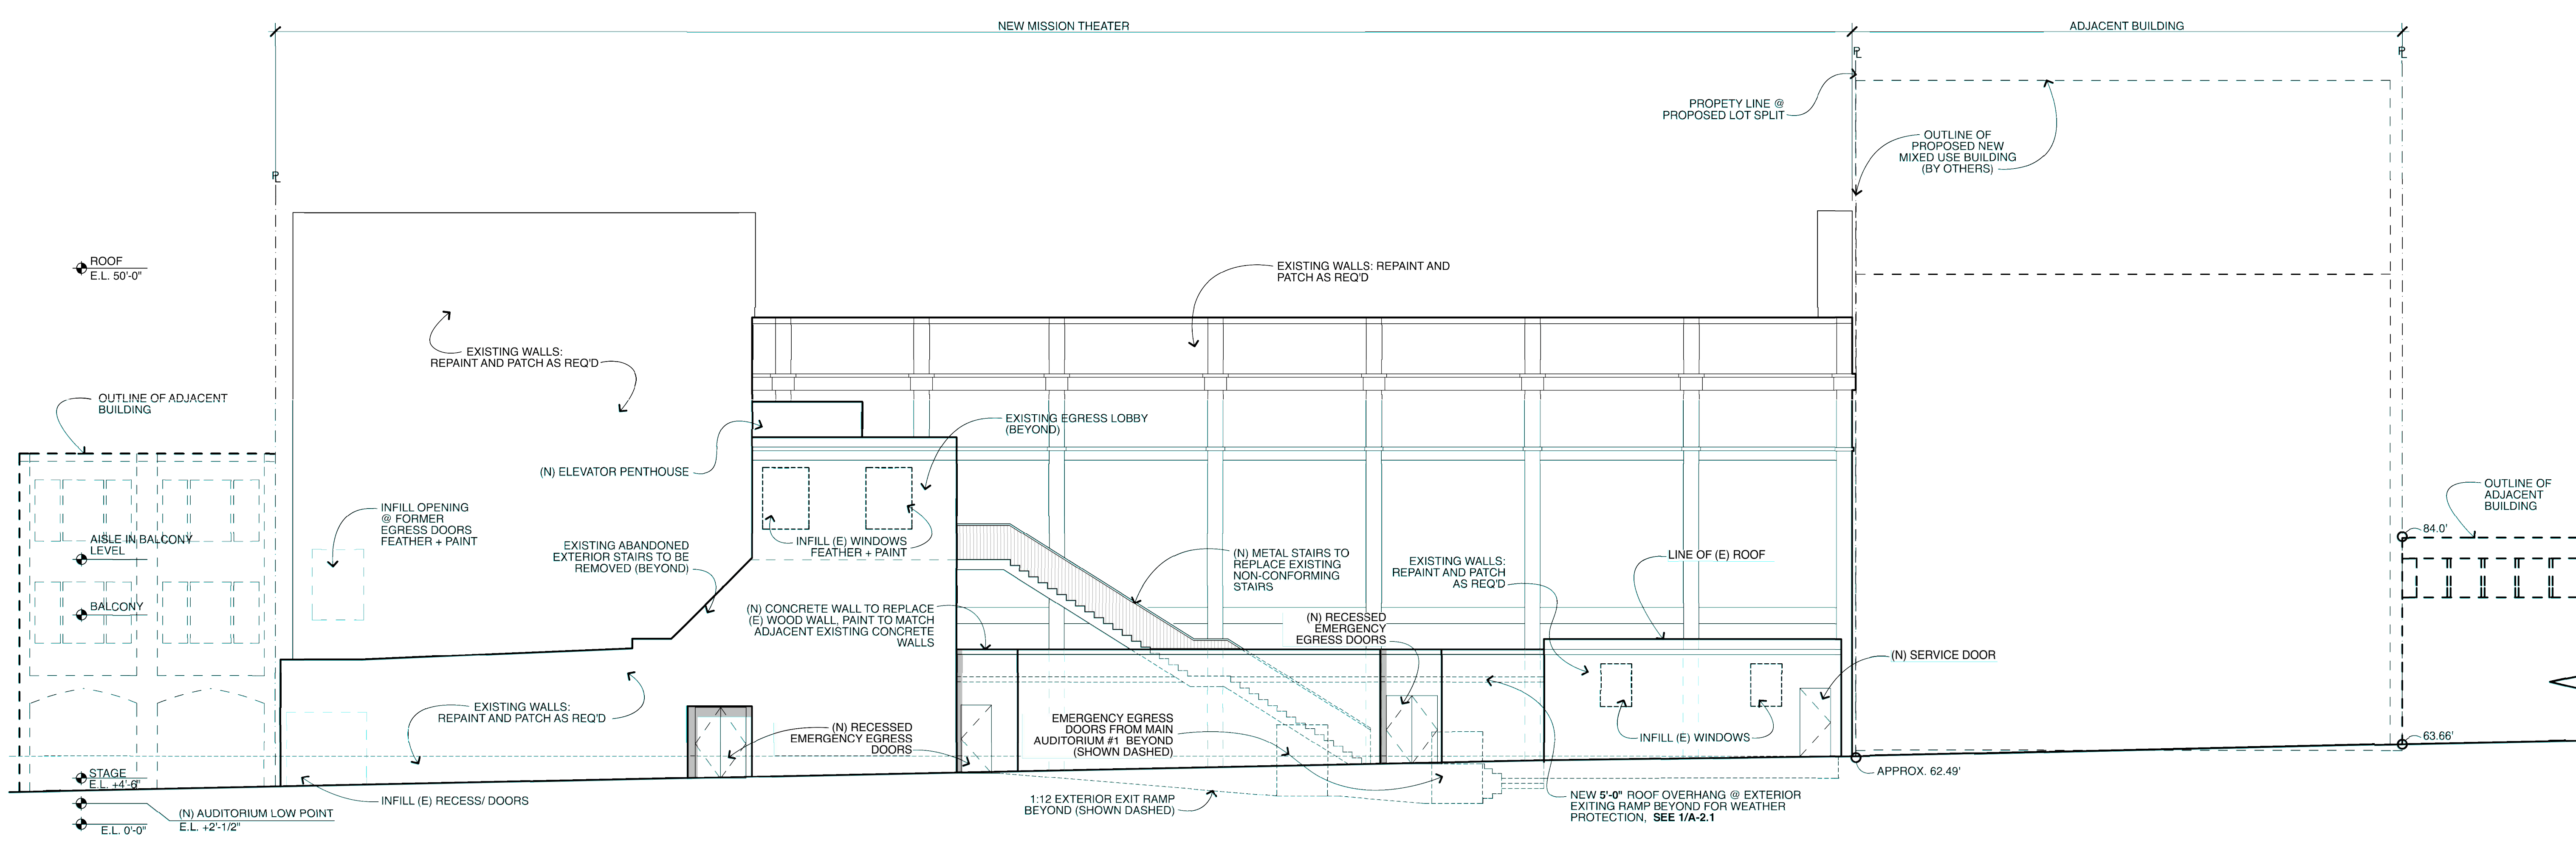 NEW MISSION THEATER
ADJACENT BUILDING
PL
PL
PL
PROPETY LINE @
PROPOSED LOT SPLIT
OUTLINE OF
PROPOSED NEW
MIXED USE BUILDING
(BY OTHERS)
ROOF
E.L. 50'-0"
EXISTING WALLS: REPAINT AND
PATCH AS REQ'D
EXISTING WALLS:
REPAINT AND PATCH AS REQ'D
OUTLINE OF ADJACENT
BUILDING
EXISTING EGRESS LOBBY
(BEYOND)
(N) ELEVATOR PENTHOUSE
OUTLINE OF
ADJACENT
BUILDING
INFILL OPENING
@ FORMER
EGRESS DOORS
FEATHER + PAINT
84.0'
AISLE IN BALCONY
LEVEL
EXISTING ABANDONED
EXTERIOR STAIRS TO BE
REMOVED (BEYOND)
INFILL (E) WINDOWS
FEATHER + PAINT
(N) METAL STAIRS TO
REPLACE EXISTING
NON-CONFORMING
STAIRS
EXISTING WALLS:
REPAINT AND PATCH
AS REQ'D
LINE OF (E) ROOF
BALCONY
(N) CONCRETE WALL TO REPLACE
(E) WOOD WALL, PAINT TO MATCH
ADJACENT EXISTING CONCRETE
WALLS
(N) RECESSED
EMERGENCY
EGRESS DOORS
(N) SERVICE DOOR
EXISTING WALLS:
REPAINT AND PATCH AS REQ'D
(N) RECESSED
EMERGENCY EGRESS
DOORS
EMERGENCY EGRESS
DOORS FROM MAIN
AUDITORIUM #1 BEYOND
(SHOWN DASHED)
INFILL (E) WINDOWS
63.66'
STAGE
E.L. +4'-6"
APPROX. 62.49'
INFILL (E) RECESS/ DOORS
1:12 EXTERIOR EXIT RAMP
BEYOND (SHOWN DASHED)
NEW 5'-0" ROOF OVERHANG @ EXTERIOR
EXITING RAMP BEYOND FOR WEATHER
PROTECTION, SEE 1/A-2.1
(N) AUDITORIUM LOW POINT
E.L. +2'-1/2"
E.L. 0'-0"